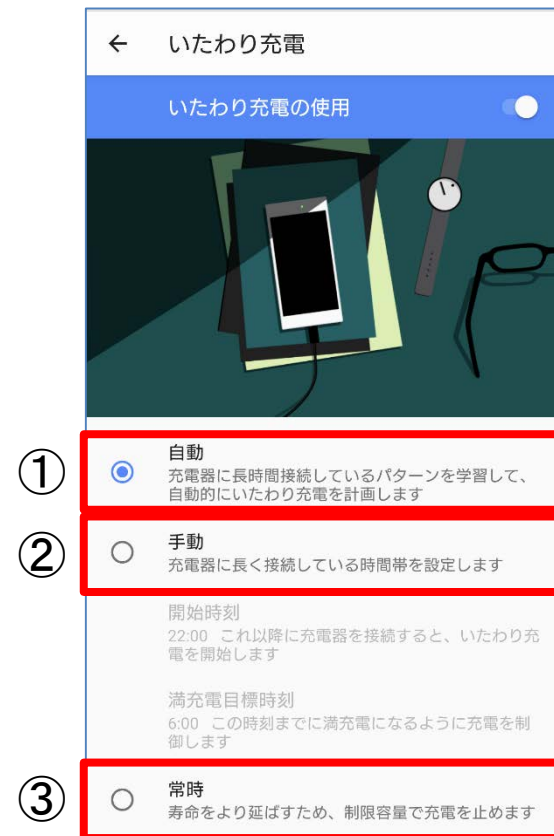 ← いたわり充電
いたわり充電の使用
① 自動
充電器に長時間接続しているパターンを学習して、
自動的にいたわり充電を計画します
② 手動
充電器に長く接続している時間帯を設定します
開始時刻
22:00 これ以降に充電器を接続すると、いたわり充
電を開始します
満充電目標時刻
6:00 この時刻までに満充電になるように充電を制
御します
③ 常時
寿命をより延ばすため、制限容量で充電を止めます